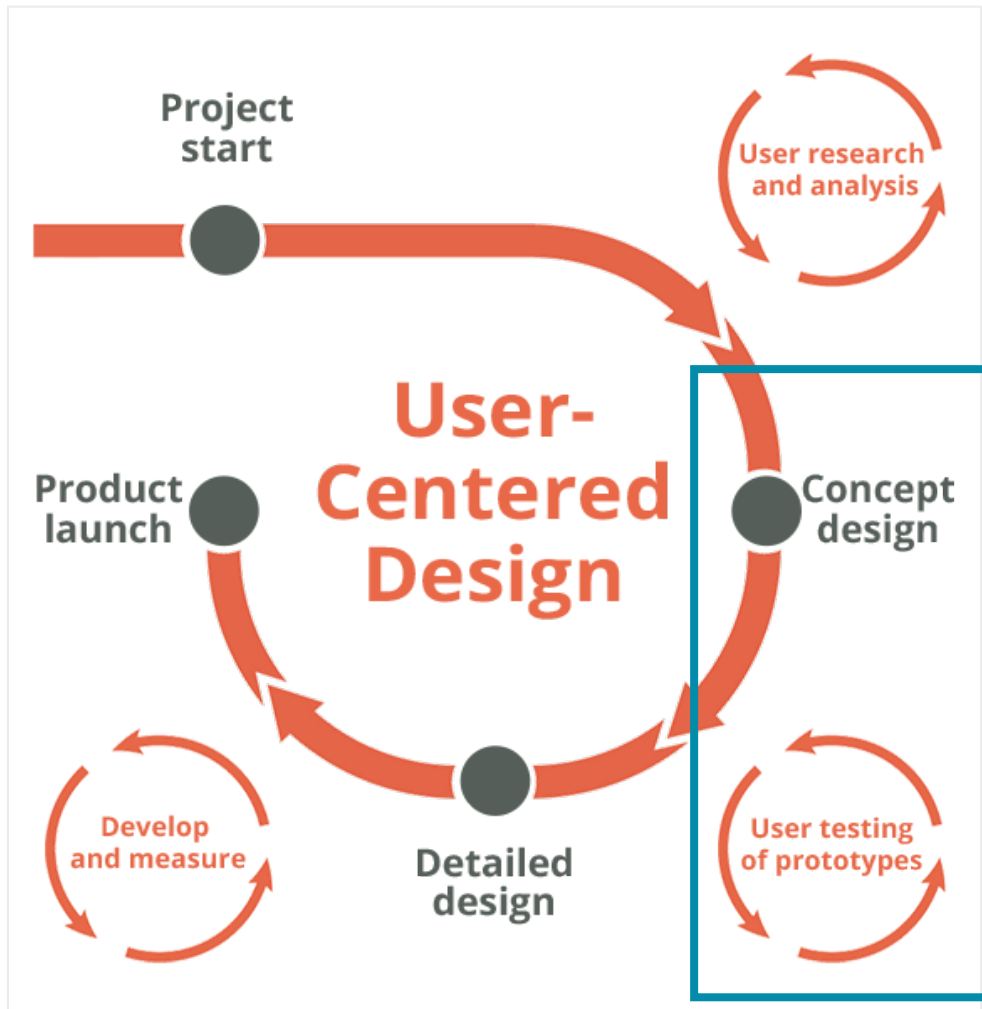 Project
start
User research
and analysis
User-
Centered
Design
Product
launch
Concept
design
Develop
and measure
Detailed
design
User testing
of prototypes